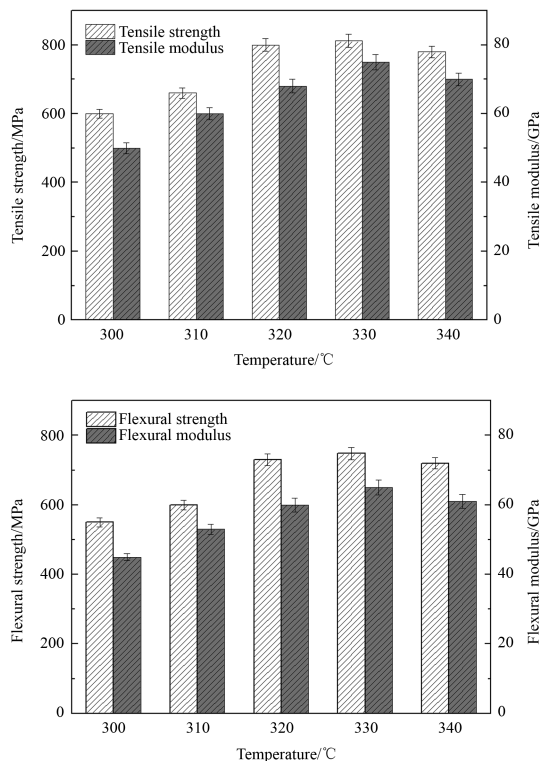 Tensile strength
Tensile modulus
800
600
400
200
0
80
60
40
20
0
Tensile strength/MPa
Tensile modulus/GPa
300 310 320 330 340
Temperature/℃
Flexural strength
Flexural modulus
800
600
400
200
0
80
60
40
20
0
Flexural strength/MPa
Flexural modulus/GPa
300 310 320 330 340
Temperature/℃